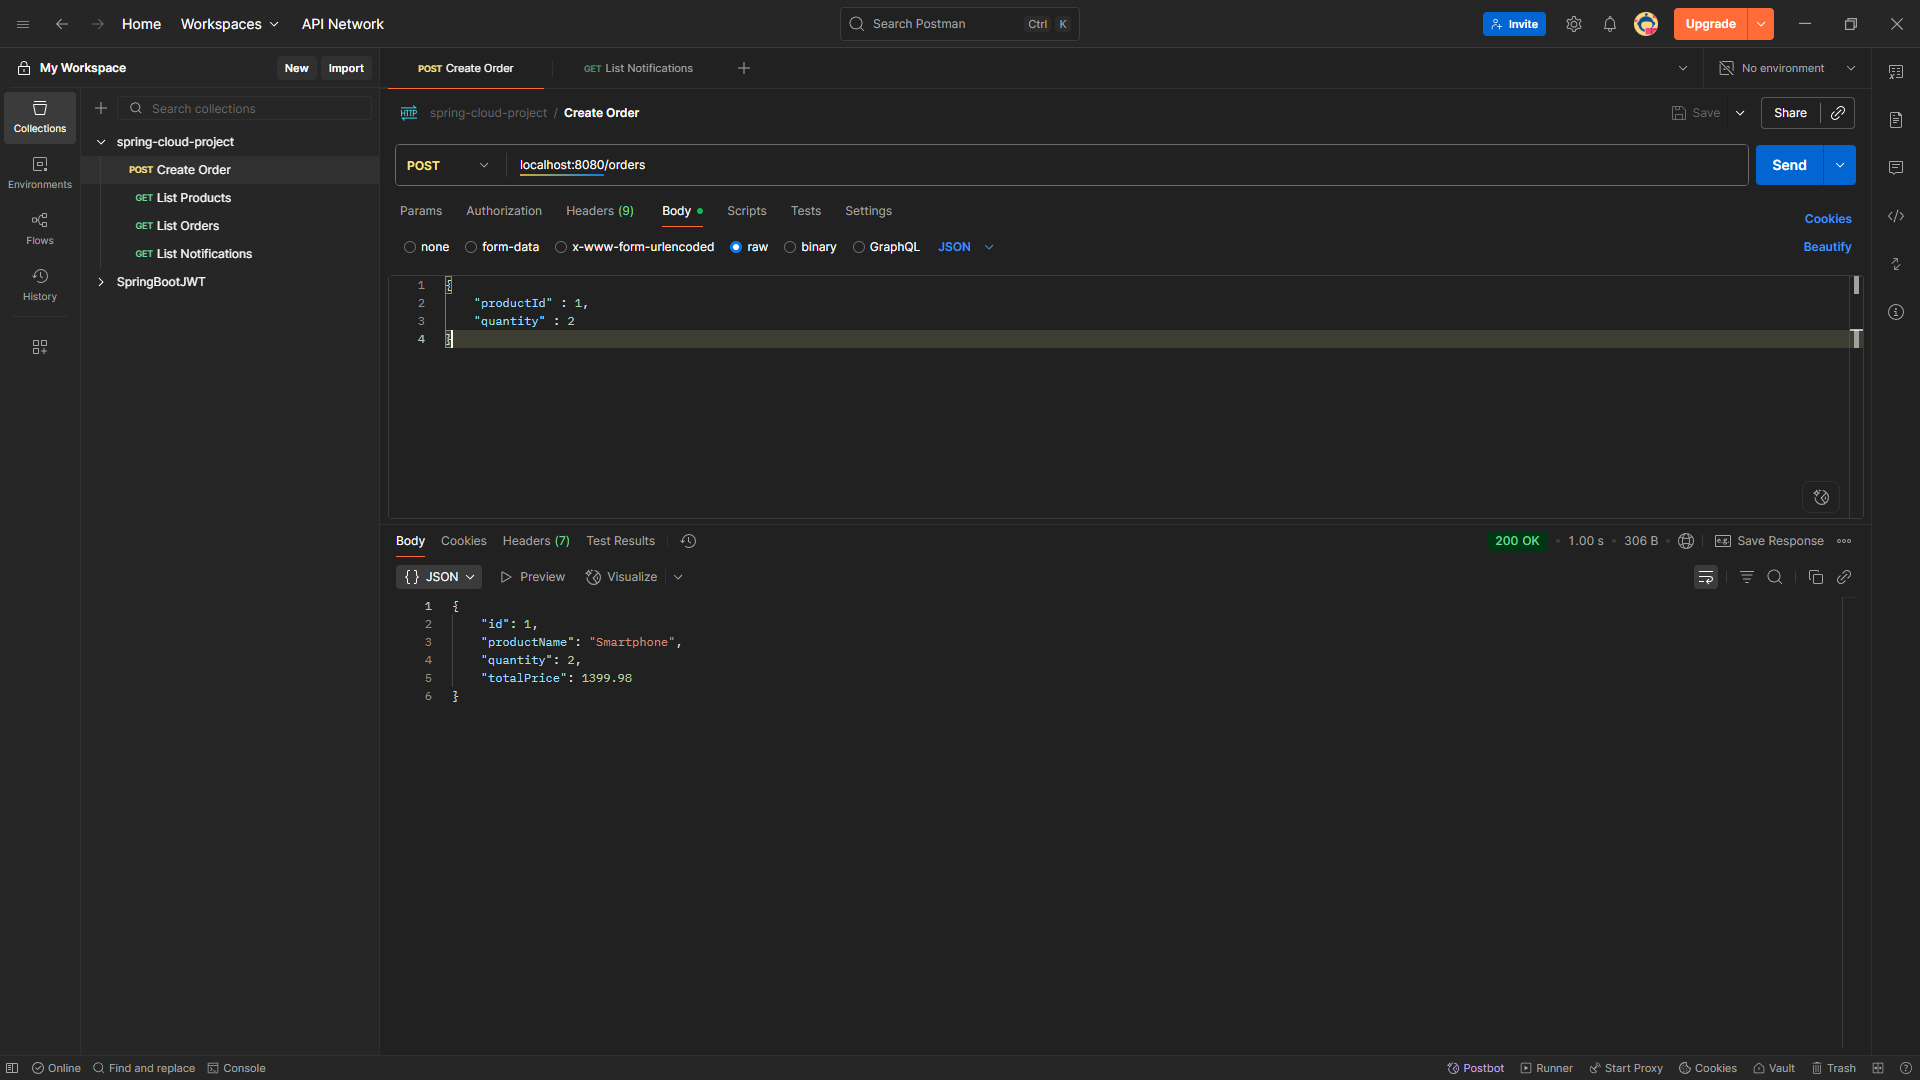 Home Workspaces API Network Search Postman Ctrl K Invite Upgrade
My Workspace New Import
POST Create Order GET List Notifications No environment
Search collections
Collections
Environments
Flows
History
spring-cloud-project
POST Create Order
GET List Products
GET List Orders
GET List Notifications
SpringBootJWT
HTTP spring-cloud-project / Create Order Save Share
POST localhost:8080/orders Send
Params Authorization Headers (9) Body Scripts Tests Settings Cookies
none form-data x-www-form-urlencoded raw binary GraphQL JSON Beautify
1 {
2 "productId" : 1,
3 "quantity" : 2
4 }
Body Cookies Headers (7) Test Results 200 OK • 1.00 s • 306 B • e.g. Save Response
{} JSON Preview Visualize
1 {
2 "id": 1,
3 "productName": "Smartphone",
4 "quantity": 2,
5 "totalPrice": 1399.98
6 }
Online Find and replace Console Postbot Runner Start Proxy Cookies Vault Trash